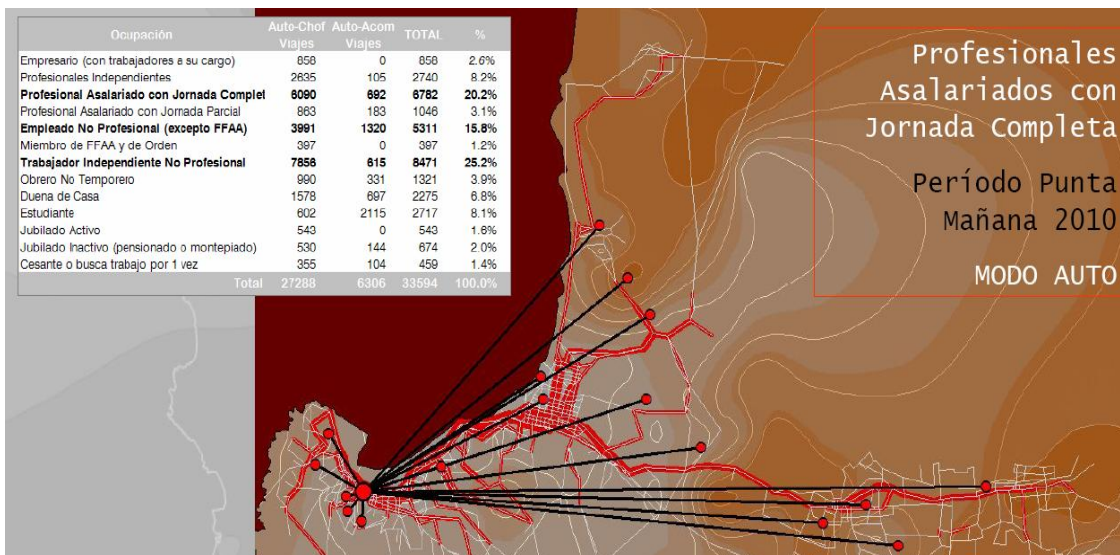 Ocupación Auto-Chof Viajes Auto-Acom Viajes TOTAL %
Empresario (con trabajadores a su cargo) 858 0 858 2.6%
Profesionales Independientes 2635 105 2740 8.2%
Profesional Asalariado con Jornada Complet 6090 692 6782 20.2%
Profesional Asalariado con Jornada Parcial 863 183 1046 3.1%
Empleado No Profesional (excepto FFAA) 3991 1320 5311 15.8%
Miembro de FFAA y de Orden 397 0 397 1.2%
Trabajador Independiente No Profesional 7856 615 8471 25.2%
Obrero No Temporero 990 331 1321 3.9%
Duena de Casa 1578 697 2275 6.8%
Estudiante 602 2115 2717 8.1%
Jubilado Activo 543 0 543 1.6%
Jubilado Inactivo (pensionado o montepiado) 530 144 674 2.0%
Cesante o busca trabajo por 1 vez 355 104 459 1.4%
Total 27288 6306 33594 100.0%
Profesionales
Asalariados con
Jornada Completa
Período Punta
Mañana 2010
MODO AUTO